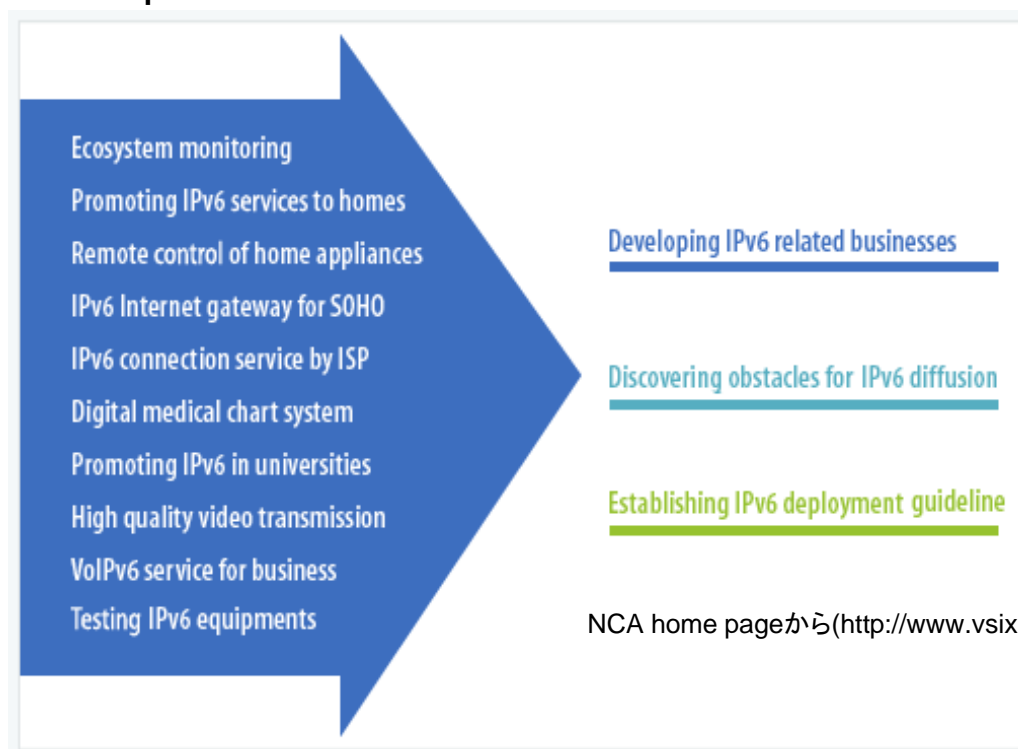 Ecosystem monitoring
Promoting IPv6 services to homes
Remote control of home appliances
IPv6 Internet gateway for SOHO
IPv6 connection service by ISP
Digital medical chart system
Promoting IPv6 in universities
High quality video transmission
VoIPv6 service for business
Testing IPv6 equipments
Developing IPv6 related businesses
Discovering obstacles for IPv6 diffusion
Establishing IPv6 deployment guideline
NCA home pageから(http://www.vsix